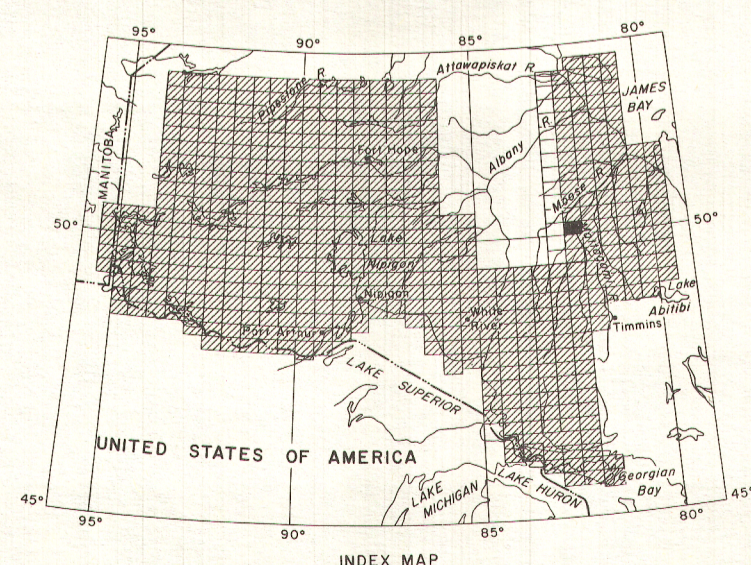 95°
90°
85°
80°
Attawapiskat R
JAMES
BAY
Pipestone R
R.
MANITOBA
Albany
Fort Hope
Moose R.
50°
50°
Lake
Nipigon
Mattagami R
Nipigon
Lake
Abitibi
White
River
Timmins
Port Arthur
LAKE SUPERIOR
UNITED STATES OF AMERICA
Georgian
Bay
LAKE HURON
LAKE
MICHIGAN
45°
45°
95°
90°
85°
80°
INDEX MAP